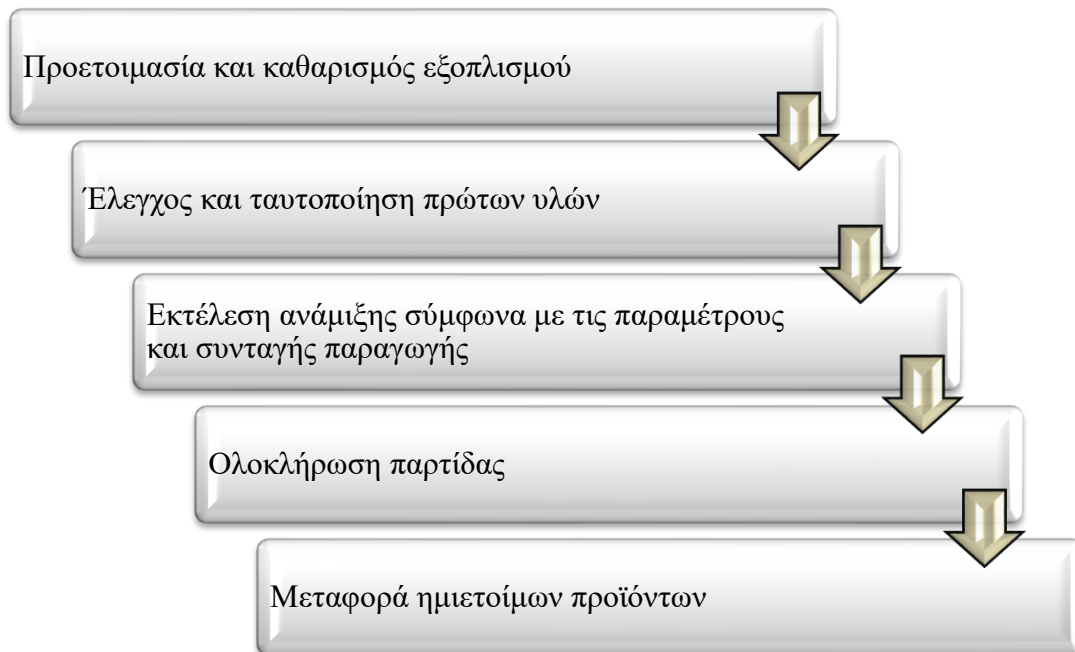 Προετοιμασία και καθαρισμός εξοπλισμού
Έλεγχος και ταυτοποίηση πρώτων υλών
Εκτέλεση ανάμιξης σύμφωνα με τις παραμέτρους
και συνταγής παραγωγής
Ολοκλήρωση παρτίδας
Μεταφορά ημιετοίμων προϊόντων